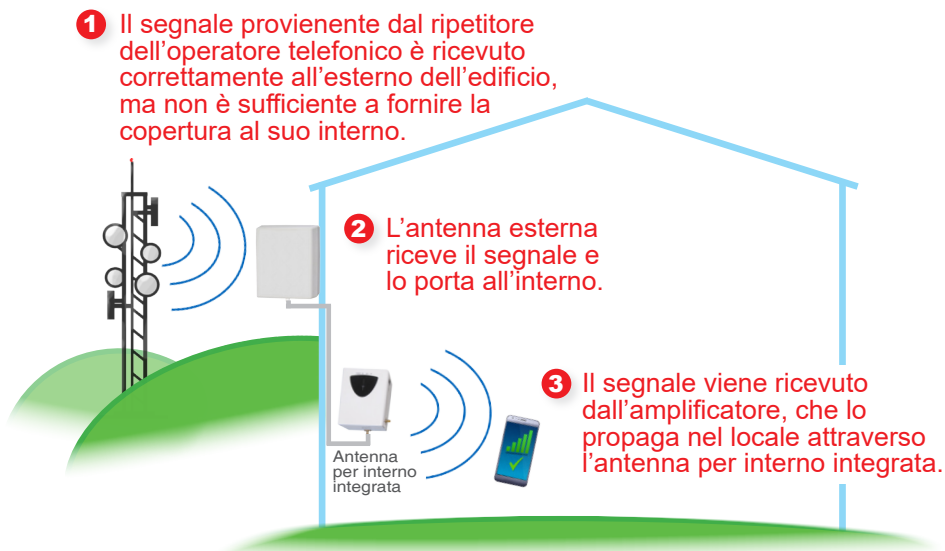 1 Il segnale proveniente dal ripetitore
dell’operatore telefonico è ricevuto
correttamente all’esterno dell’edificio,
ma non è sufficiente a fornire la
copertura al suo interno.
2 L’antenna esterna
riceve il segnale e
lo porta all’interno.
3 Il segnale viene ricevuto
dall’amplificatore, che lo
propaga nel locale attraverso
l’antenna per interno integrata.
Antenna
per interno
integrata